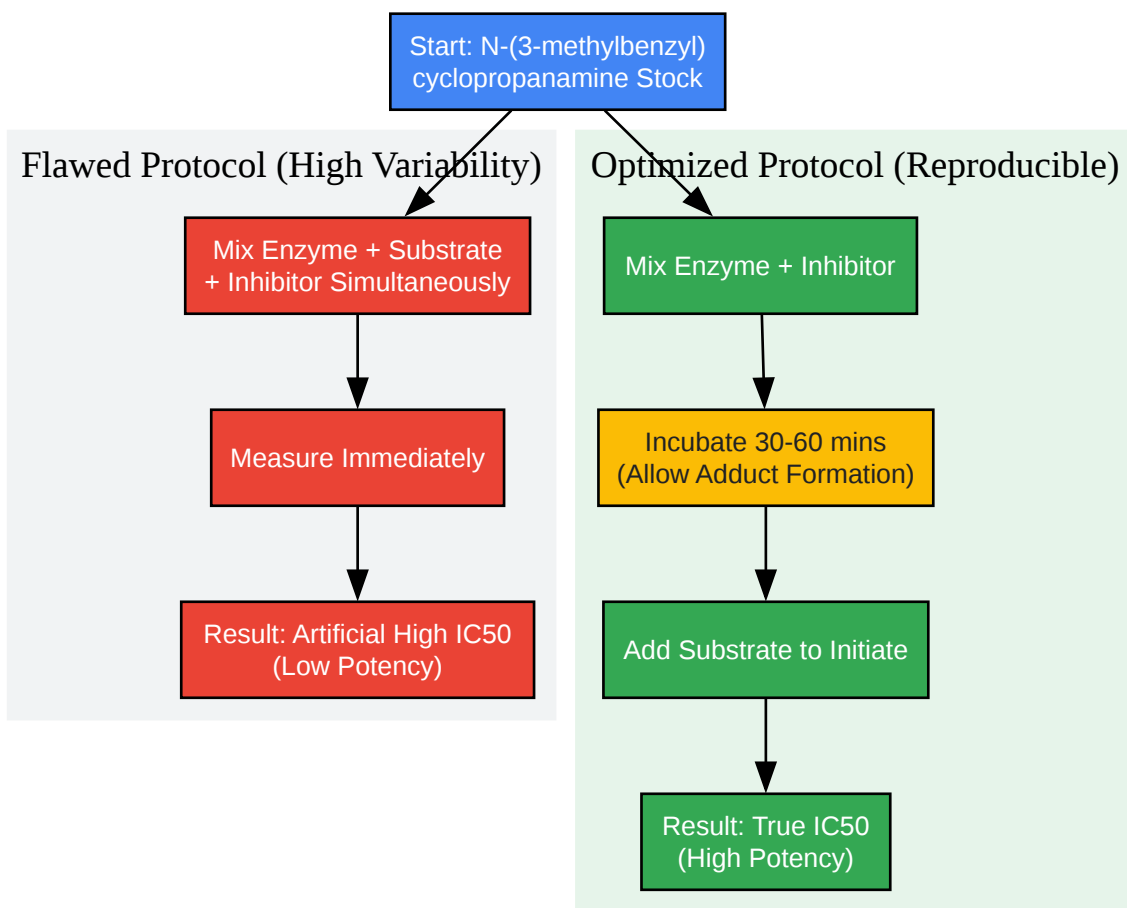 Start: N-(3-methylbenzyl)
cyclopropanamine Stock
Flawed Protocol (High Variability)
Mix Enzyme + Substrate
+ Inhibitor Simultaneously
Measure Immediately
Result: Artificial High IC50
(Low Potency)
Optimized Protocol (Reproducible)
Mix Enzyme + Inhibitor
Incubate 30-60 mins
(Allow Adduct Formation)
Add Substrate to Initiate
Result: True IC50
(High Potency)